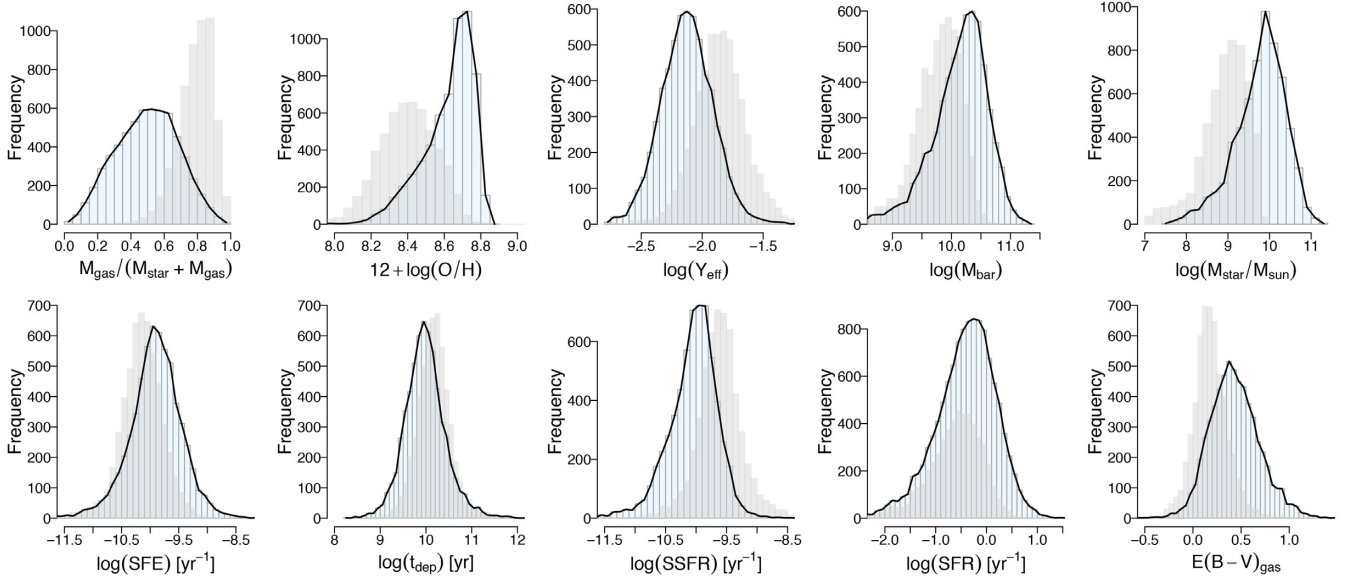 Frequency
0
200
400
600
800
1000
0.0 0.2 0.4 0.6 0.8 1.0
M_gas/(M_star + M_gas)
Frequency
0
200
400
600
800
1000
8.0 8.2 8.4 8.6 8.8 9.0
12+log(O/H)
Frequency
0
100
200
300
400
500
600
−2.5 −2.0 −1.5
log(Y_eff)
Frequency
0
100
200
300
400
500
600
9.0 10.0 11.0
log(M_bar)
Frequency
0
200
400
600
800
1000
7 8 9 10 11
log(M_star/M_sun)
Frequency
0
100
200
300
400
500
600
700
−11.5 −10.5 −9.5 −8.5
log(SFE) [yr⁻¹]
Frequency
0
100
200
300
400
500
600
700
8 9 10 11 12
log(t_dep) [yr]
Frequency
0
200
400
600
−11.5 −10.5 −9.5 −8.5
log(SSFR) [yr⁻¹]
Frequency
0
200
400
600
800
−2.0 −1.0 0.0 1.0
log(SFR) [yr⁻¹]
Frequency
0
100
200
300
400
500
600
700
−0.5 0.0 0.5 1.0
E(B − V)_gas